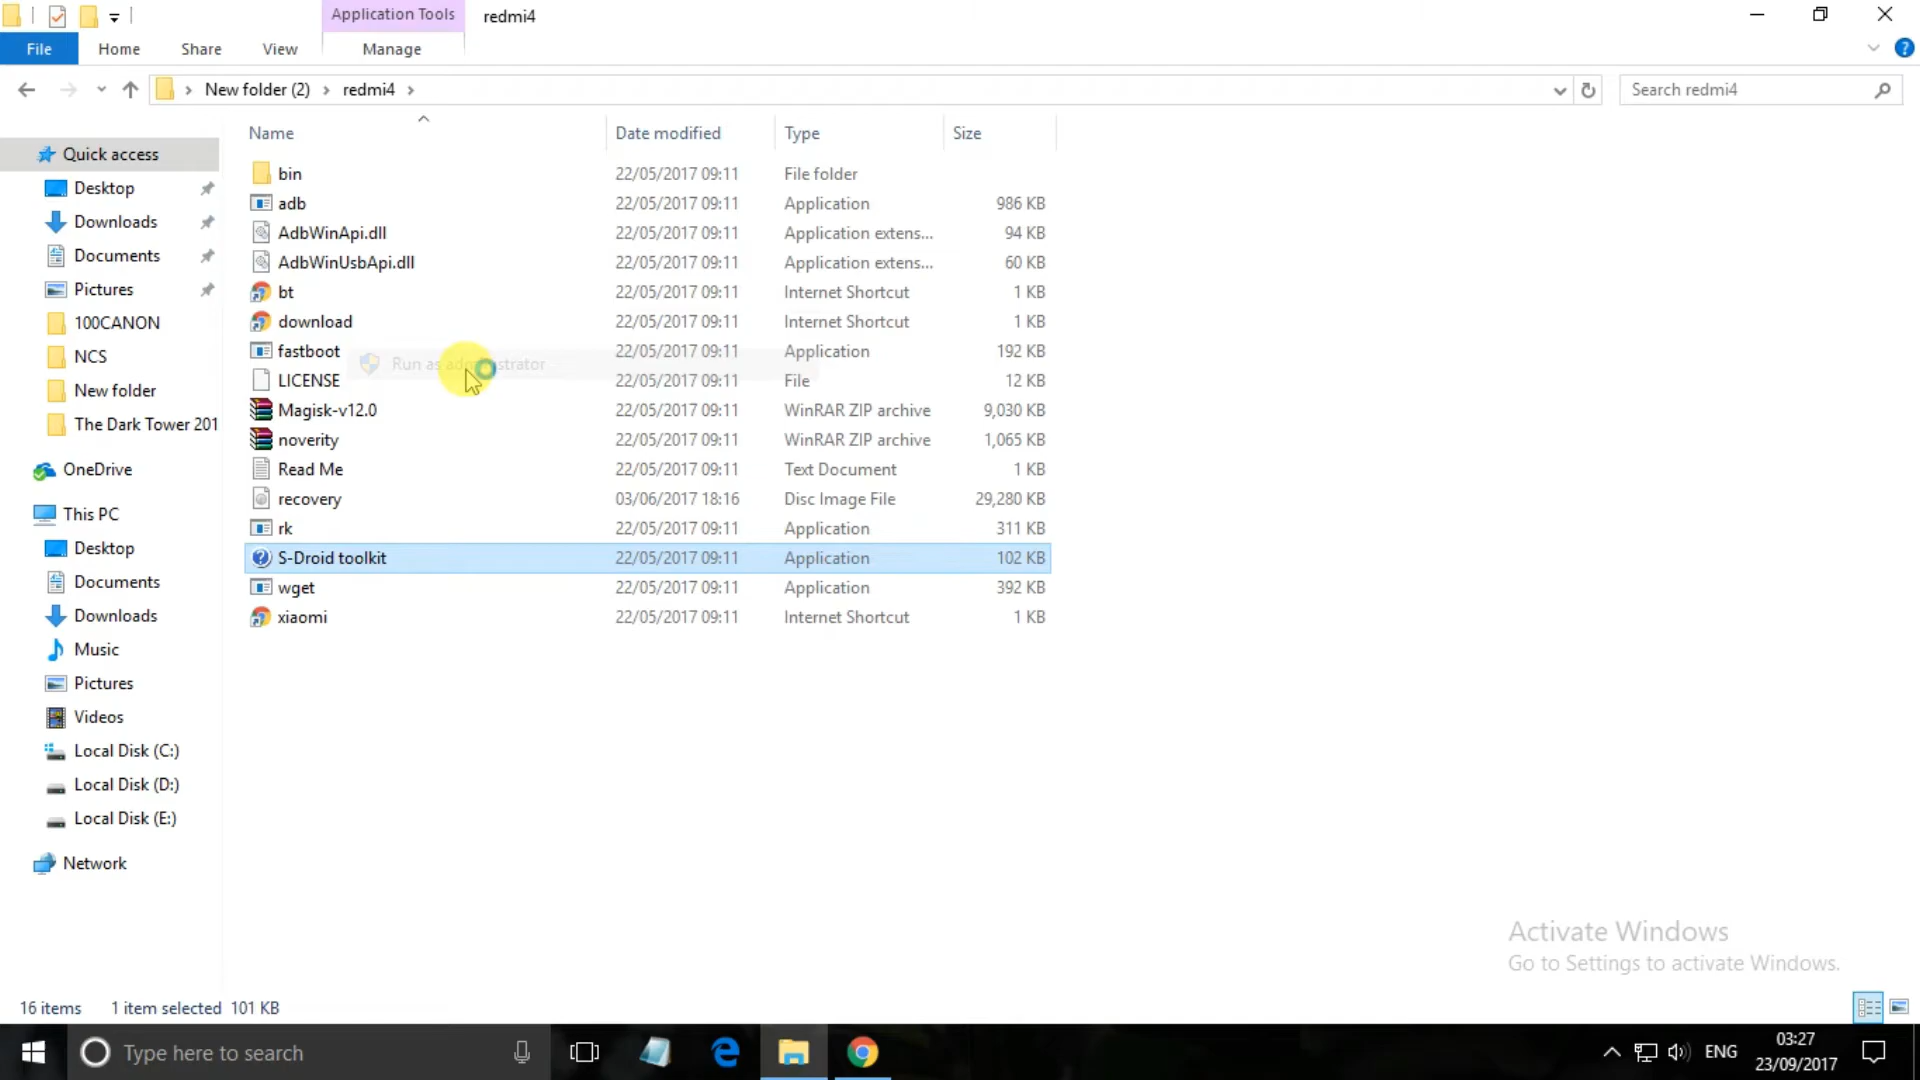 Application Tools
redmi4
File
Home
Share
View
Manage
New folder (2)
redmi4
Search redmi4
Name
Date modified
Type
Size
Quick access
Desktop
Downloads
Documents
Pictures
100CANON
NCS
New folder
The Dark Tower 201
OneDrive
This PC
Desktop
Documents
Downloads
Music
Pictures
Videos
Local Disk (C:)
Local Disk (D:)
Local Disk (E:)
Network
bin 22/05/2017 09:11 File folder
adb 22/05/2017 09:11 Application 986 KB
AdbWinApi.dll 22/05/2017 09:11 Application extens... 94 KB
AdbWinUsbApi.dll 22/05/2017 09:11 Application extens... 60 KB
bt 22/05/2017 09:11 Internet Shortcut 1 KB
download 22/05/2017 09:11 Internet Shortcut 1 KB
fastboot 22/05/2017 09:11 Application 192 KB
Run as administrator
LICENSE 22/05/2017 09:11 File 12 KB
Magisk-v12.0 22/05/2017 09:11 WinRAR ZIP archive 9,030 KB
noverity 22/05/2017 09:11 WinRAR ZIP archive 1,065 KB
Read Me 22/05/2017 09:11 Text Document 1 KB
recovery 03/06/2017 18:16 Disc Image File 29,280 KB
rk 22/05/2017 09:11 Application 311 KB
S-Droid toolkit 22/05/2017 09:11 Application 102 KB
wget 22/05/2017 09:11 Application 392 KB
xiaomi 22/05/2017 09:11 Internet Shortcut 1 KB
Activate Windows
Go to Settings to activate Windows.
16 items 1 item selected 101 KB
Type here to search
ENG
03:27
23/09/2017